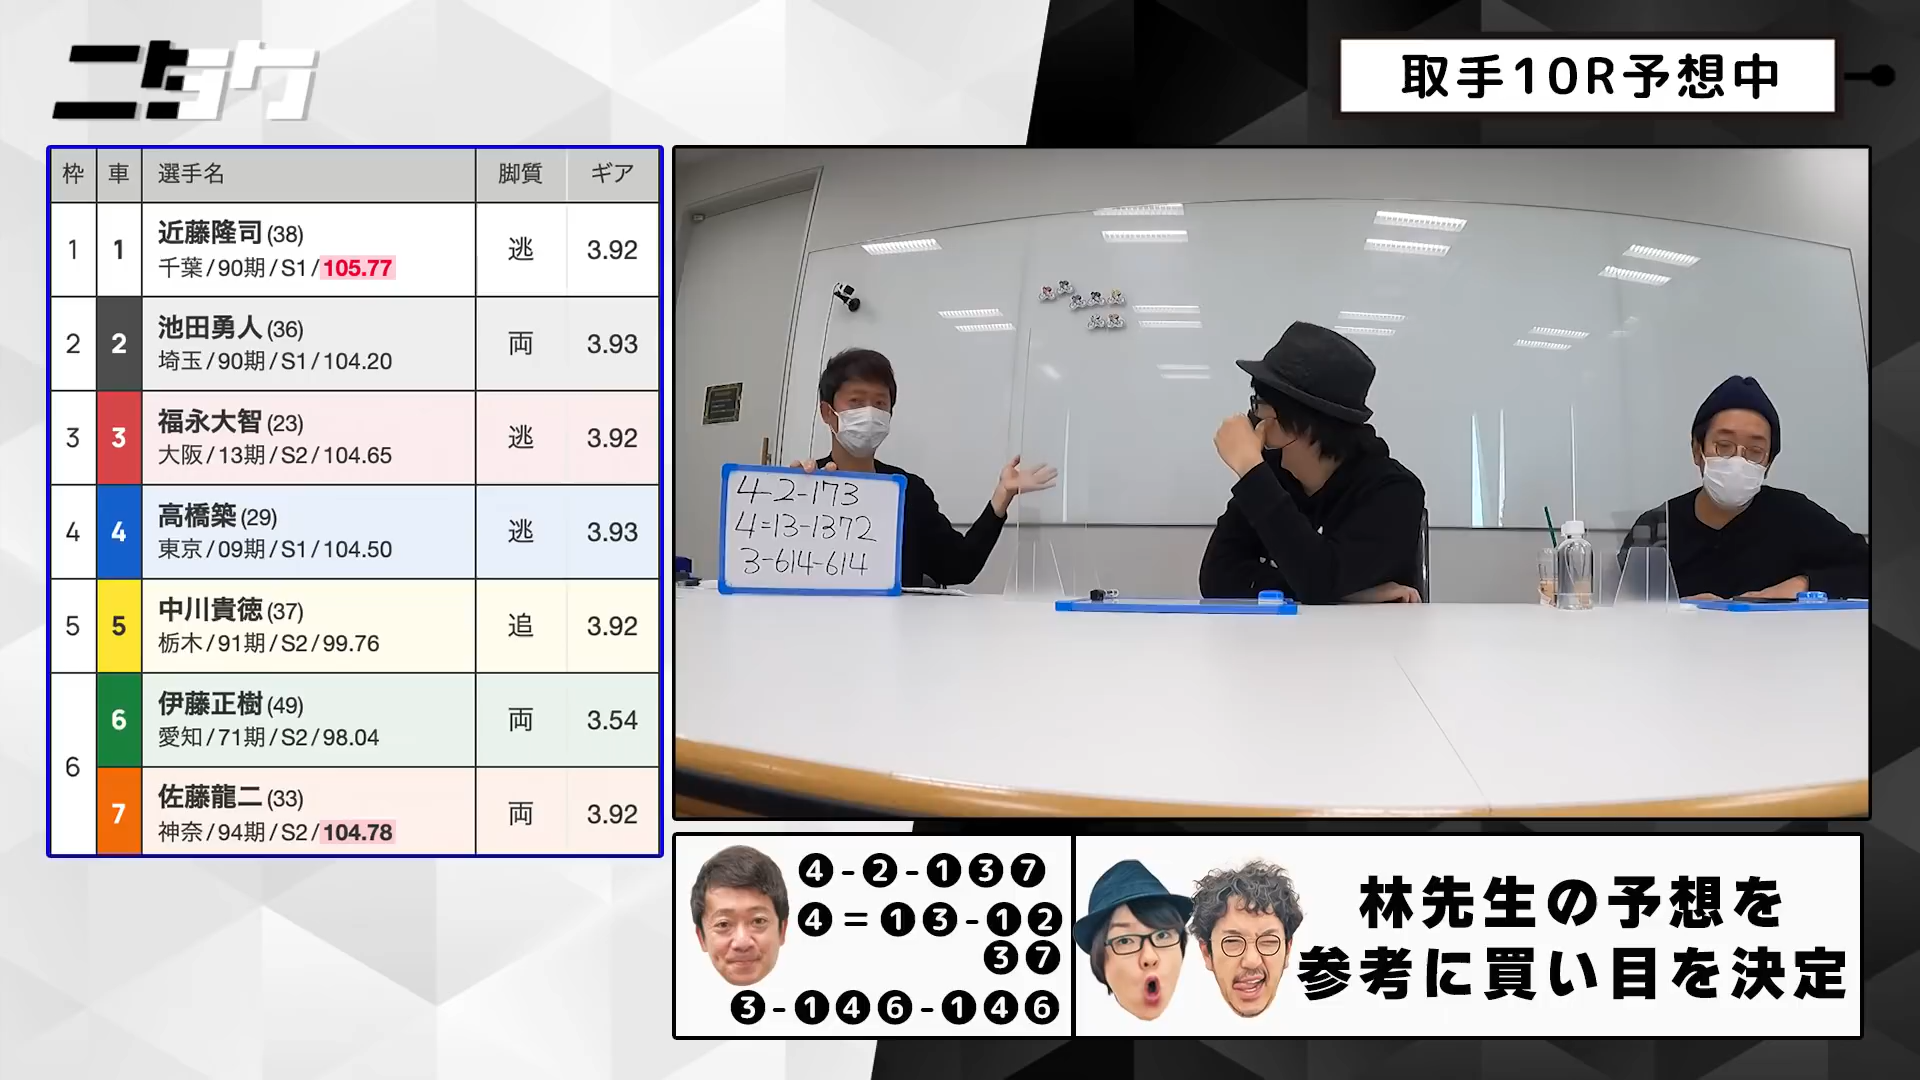 ニタク
取手10R予想中
枠 車 選手名 脚質 ギア
1 1 近藤隆司(38) 逃 3.92
千葉/90期/S1/105.77
2 2 池田勇人(36) 両 3.93
埼玉/90期/S1/104.20
3 3 福永大智(23) 逃 3.92
大阪/13期/S2/104.65
4 4 高橋築(29) 逃 3.93
東京/09期/S1/104.50
5 5 中川貴徳(37) 追 3.92
栃木/91期/S2/99.76
6 6 伊藤正樹(49) 両 3.54
愛知/71期/S2/98.04
7 佐藤龍二(33) 両 3.92
神奈/94期/S2/104.78
4-2-173
4=13-1372
3-614-614
4-2-137
4=13-12
37
3-146-146
林先生の予想を
参考に買い目を決定